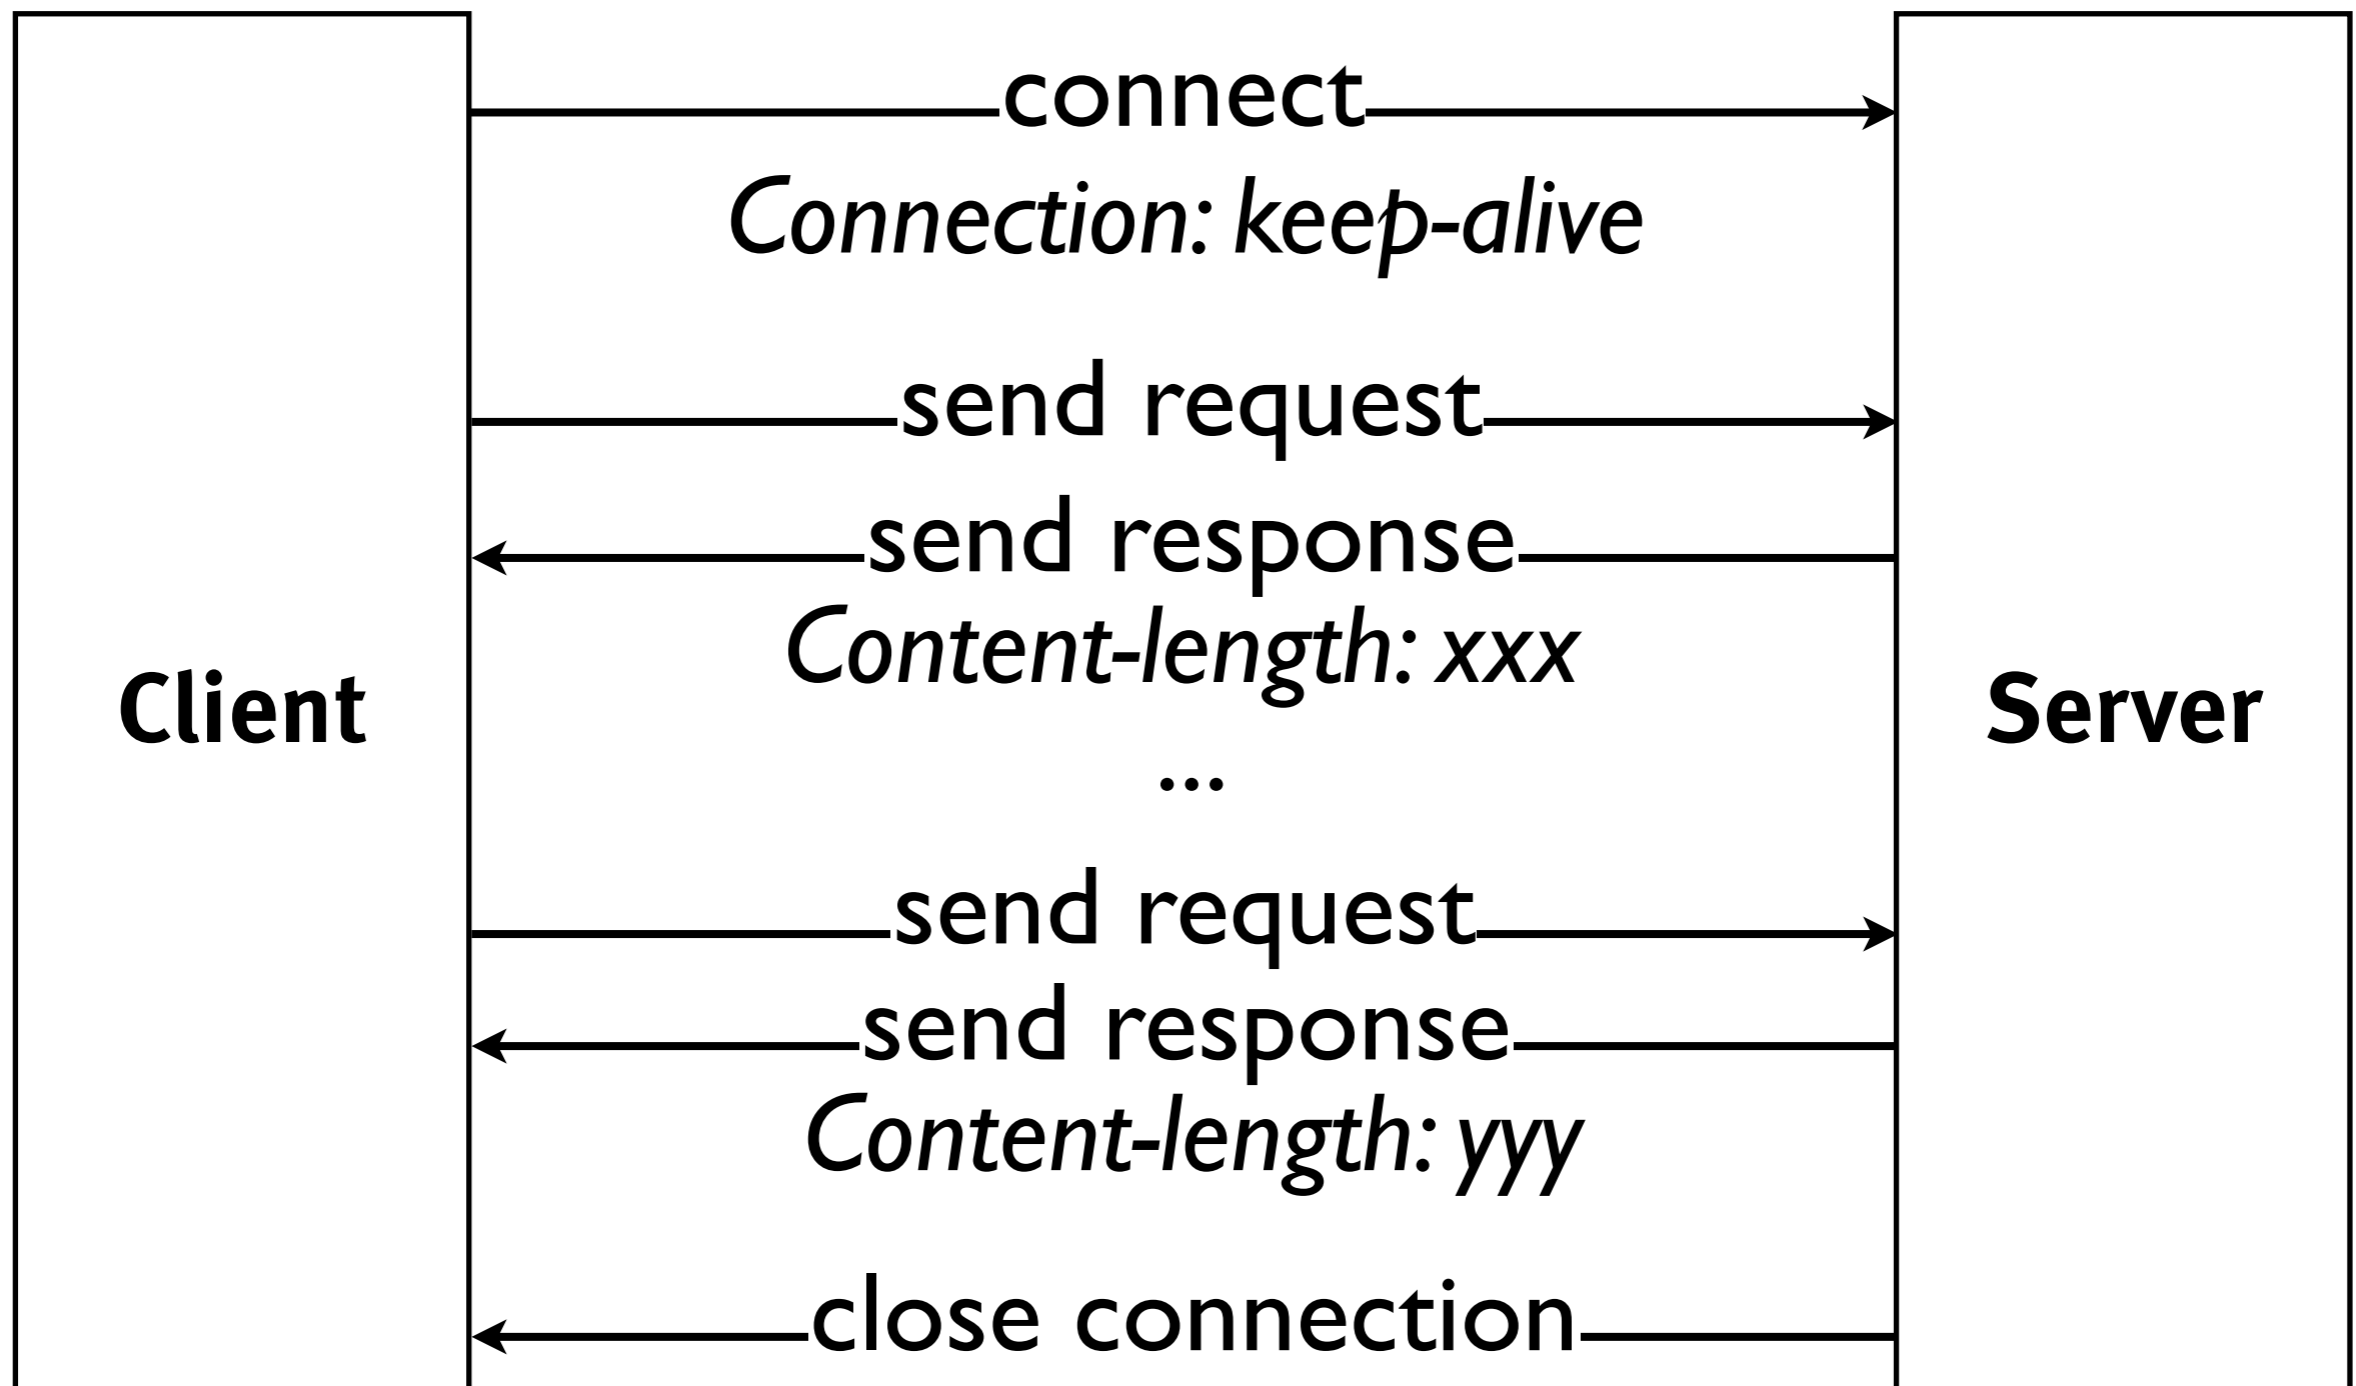 connect
Connection: keep-alive
send request
send response
Content-length: xxx
Client
Server
...
send request
send response
Content-length: yyy
close connection